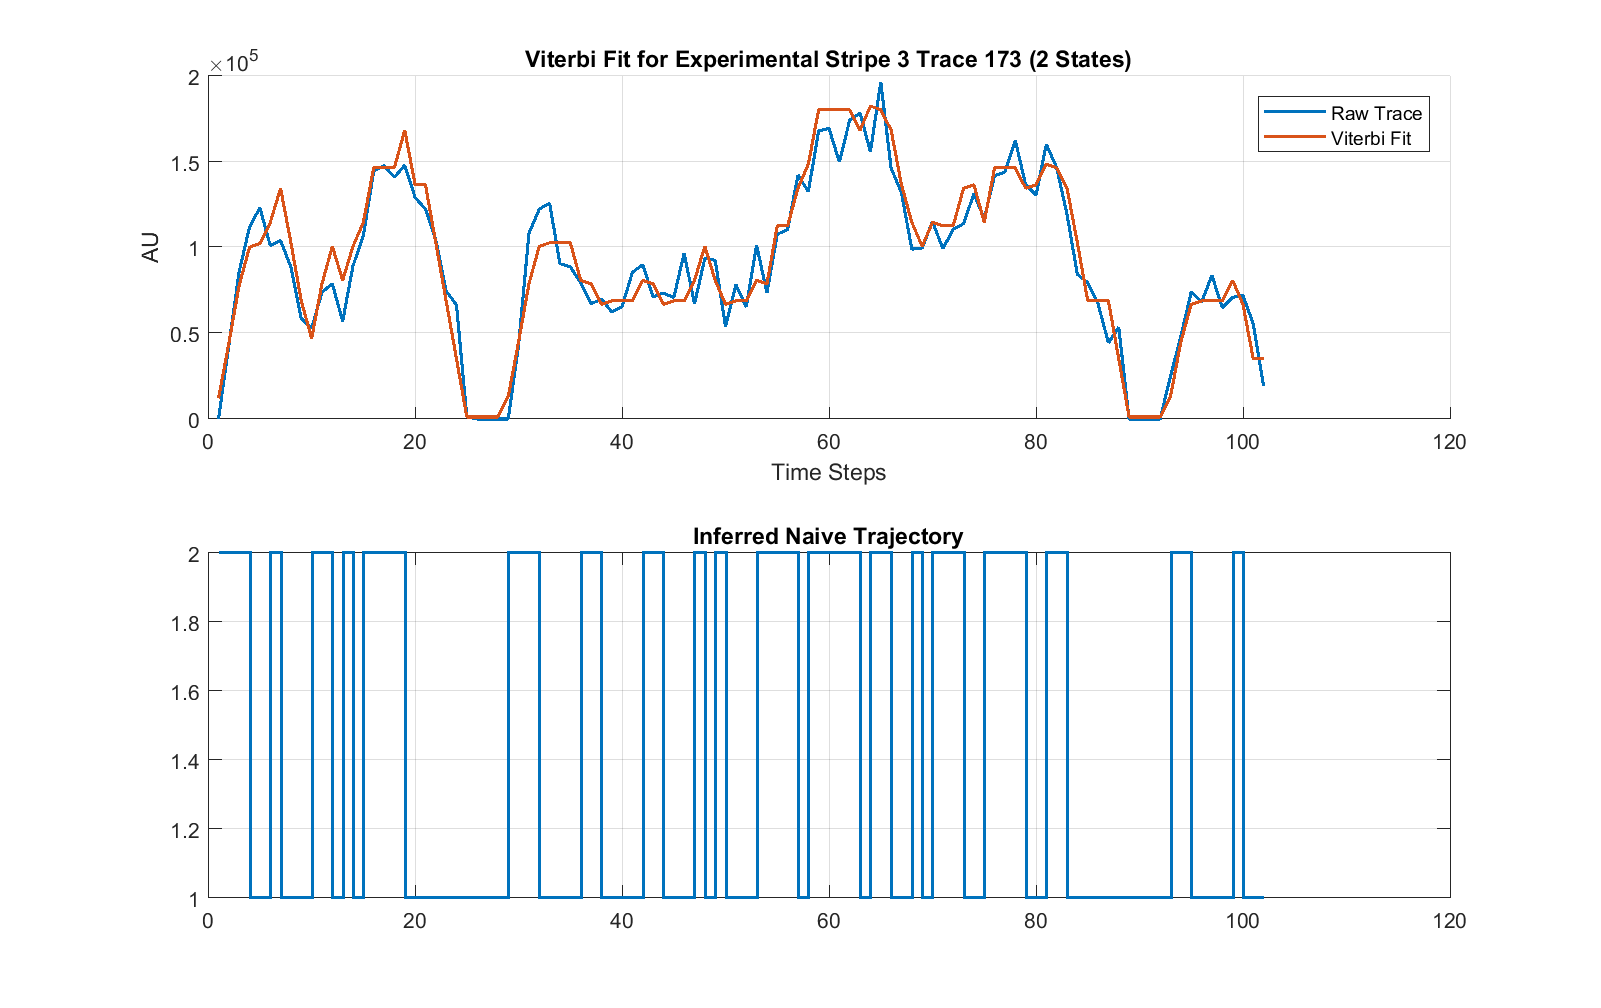 Viterbi Fit for Experimental Stripe 3 Trace 173 (2 States)
×10^5
2
1.5
1
0.5
0
AU
Raw Trace
Viterbi Fit
0 20 40 60 80 100 120
Time Steps
Inferred Naive Trajectory
2
1.8
1.6
1.4
1.2
1
0 20 40 60 80 100 120